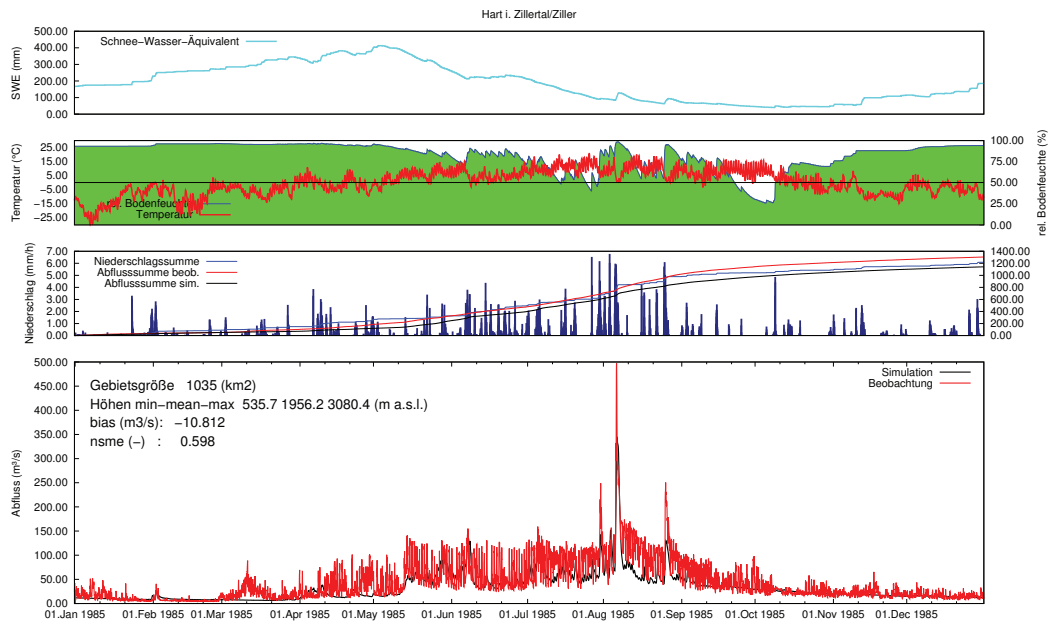 Hart i. Zillertal/Ziller
500.00
400.00
300.00
200.00
100.00
0.00
SWE (mm)
Schnee−Wasser−Äquivalent
25.00
15.00
5.00
−5.00
−15.00
−25.00
Temperatur (°C)
100.00
75.00
50.00
25.00
0.00
rel. Bodenfeuchte (%)
rel. Bodenfeuchte
Temperatur
7.00
6.00
5.00
4.00
3.00
2.00
1.00
0.00
Niederschlag (mm/h)
1400.00
1200.00
1000.00
800.00
600.00
400.00
200.00
0.00
Niederschlagssumme
Abflusssumme beob.
Abflusssumme sim.
500.00
450.00
400.00
350.00
300.00
250.00
200.00
150.00
100.00
50.00
0.00
Abfluss (m³/s)
Gebietsgröße 1035 (km2)
Höhen min−mean−max 535.7 1956.2 3080.4 (m a.s.l.)
bias (m3/s): −10.812
nsme (−) : 0.598
Simulation
Beobachtung
01.Jan 1985 01.Feb 1985 01.Mar 1985 01.Apr 1985 01.May 1985 01.Jun 1985 01.Jul 1985 01.Aug 1985 01.Sep 1985 01.Oct 1985 01.Nov 1985 01.Dec 1985